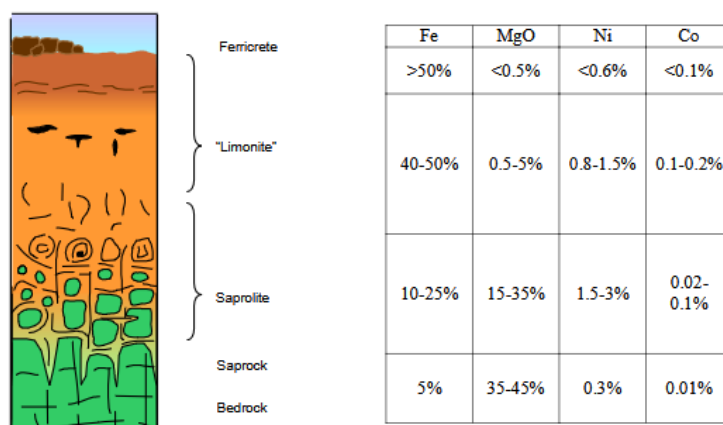 Ferricrete
"Limonite"
Saprolite
Saprock
Bedrock
Fe MgO Ni Co
>50% <0.5% <0.6% <0.1%
40-50% 0.5-5% 0.8-1.5% 0.1-0.2%
10-25% 15-35% 1.5-3% 0.02-
0.1%
5% 35-45% 0.3% 0.01%